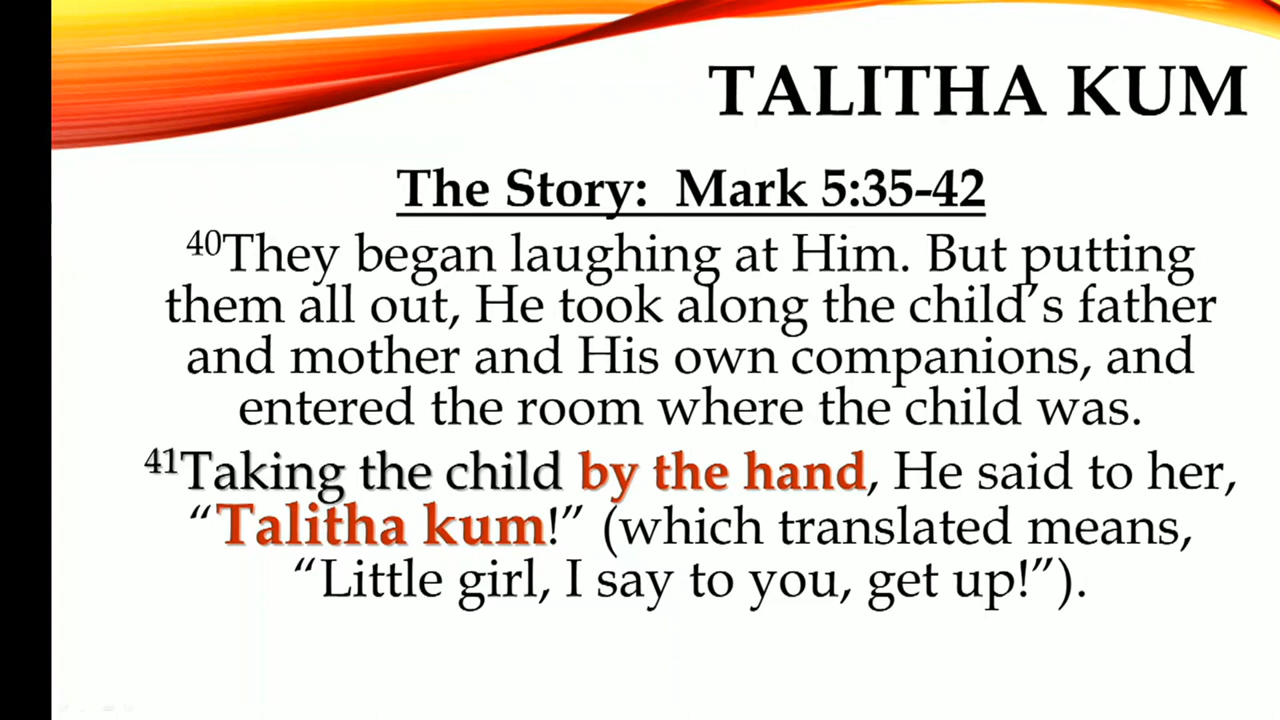 TALITHA KUM
The Story: Mark 5:35-42
40They began laughing at Him. But putting
them all out, He took along the child’s father
and mother and His own companions, and
entered the room where the child was.
41Taking the child by the hand, He said to her,
“Talitha kum!” (which translated means,
“Little girl, I say to you, get up!”).